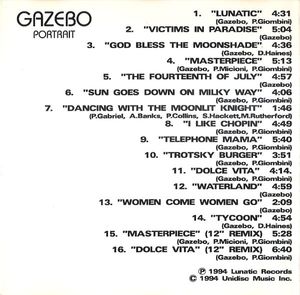 GAZEBO
PORTRAIT
1. "LUNATIC" 4:31
(Gazebo, P.Giombini)
2. "VICTIMS IN PARADISE" 5:04
(Gazebo)
3. "GOD BLESS THE MOONSHADE" 4:36
(Gazebo, D.Haines)
4. "MASTERPIECE" 5:13
(Gazebo, P.Micioni, P.Giombini)
5. "THE FOURTEENTH OF JULY" 4:57
(Gazebo)
6. "SUN GOES DOWN ON MILKY WAY" 4:06
(Gazebo, P.Giombini)
7. "DANCING WITH THE MOONLIT KNIGHT" 1:46
(P.Gabriel, A.Banks, P.Collins, S.Hackett,M.Rutherford)
8. "I LIKE CHOPIN" 4:49
(Gazebo, P.Giombini)
9. "TELEPHONE MAMA" 5:40
(Gazebo, P.Giombini)
10. "TROTSKY BURGER" 3:51
(Gazebo, P.Giombini)
11. "DOLCE VITA" 4:14.
(Gazebo, P.Giombini)
12. "WATERLAND" 4:59
(Gazebo)
13. "WOMEN COME WOMEN GO" 2:09
(Gazebo)
14. "TYCOON" 4:54
(Gazebo, D.Haines)
15. "MASTERPIECE" (12" REMIX) 5:28
(Gazebo, P.Micioni, P.Giombini)
16. "DOLCE VITA" (12" REMIX) 6:40
(Gazebo, P.Giombini)
℗ 1994 Lunatic Records
© 1994 Unidisc Music Inc.